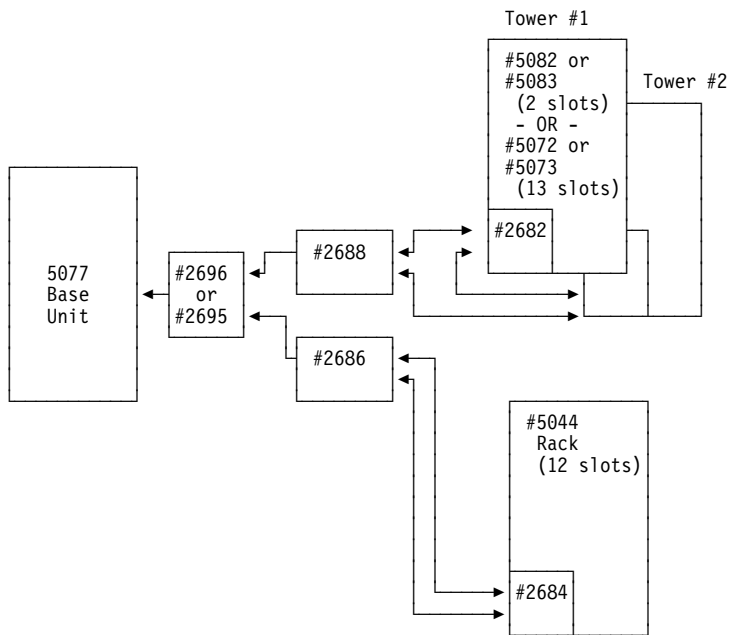 Tower #1
#5082 or
#5083
(2 slots)
- OR -
#5072 or
#5073
(13 slots)
Tower #2
#2682
5077
Base
Unit
#2696
or
#2695
#2688
#2686
#5044
Rack
(12 slots)
#2684